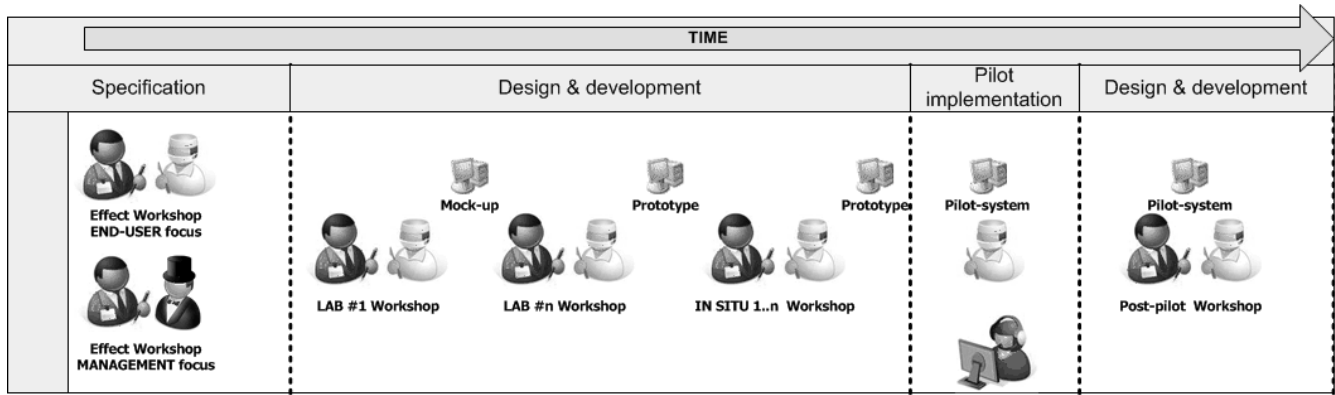 TIME
Specification
Design & development
Pilot
implementation
Design & development
Effect Workshop
END-USER focus
Effect Workshop
MANAGEMENT focus
Mock-up
Prototype
Prototype
LAB #1 Workshop
LAB #n Workshop
IN SITU 1..n Workshop
Pilot-system
Pilot-system
Post-pilot Workshop